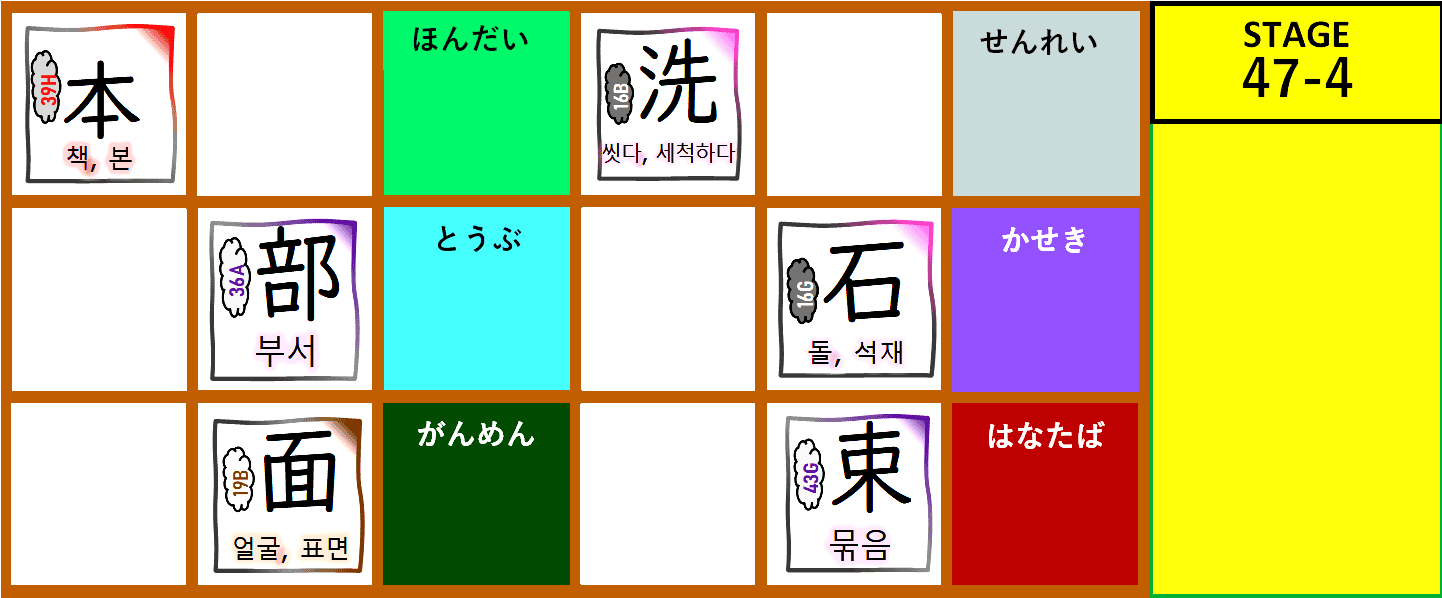 39H
本
책, 본
ほんだい
16B
洗
씻다, 세척하다
せんれい
STAGE
47-4
36A
部
부서
とうぶ
16G
石
돌, 석재
かせき
19B
面
얼굴, 표면
がんめん
43G
束
묶음
はなたば